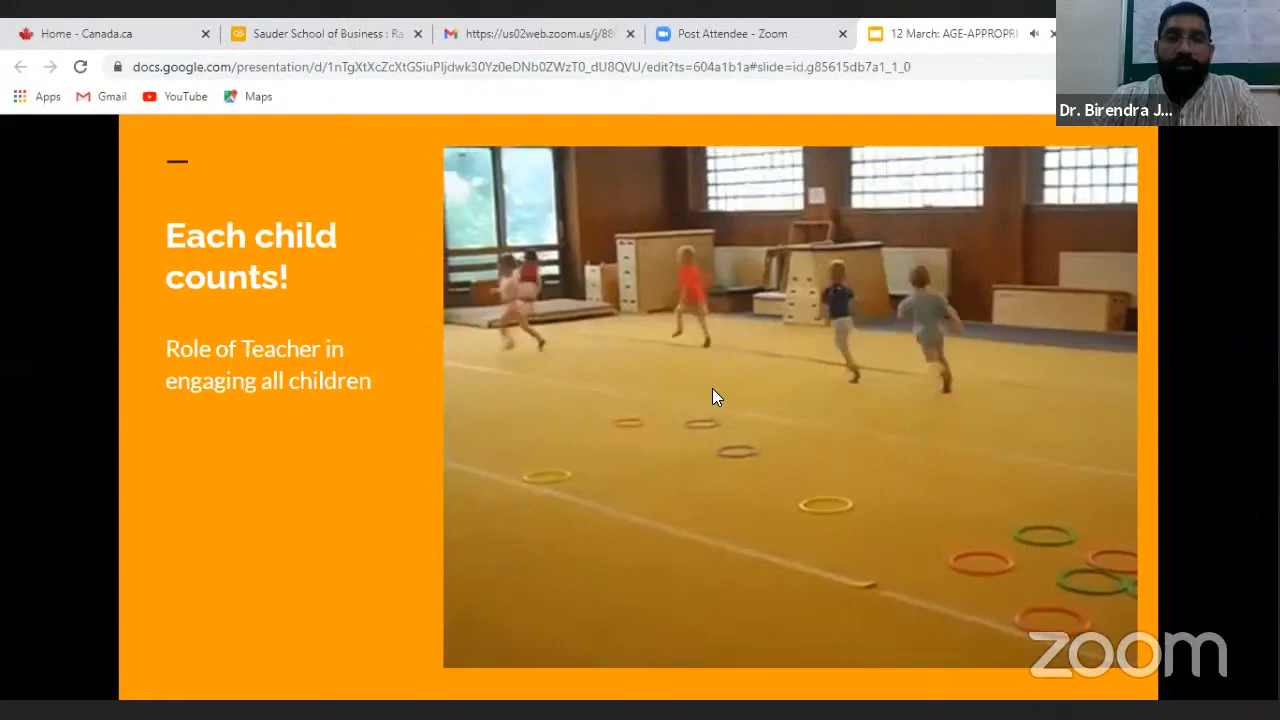 Home - Canada.ca
Sauder School of Business : Ra
https://us02web.zoom.us/j/88
Post Attendee - Zoom
12 March: AGE-APPROPRI
docs.google.com/presentation/d/1nTgXtXcZcXtGSiuPljdwk30Yz0eDNb0ZWzT0_dU8QVU/edit?ts=604a1b1a#slide=id.g85615db7a1_1_0
Apps
Gmail
YouTube
Maps
Dr. Birendra J...
Each child
counts!
Role of Teacher in
engaging all children
zoom